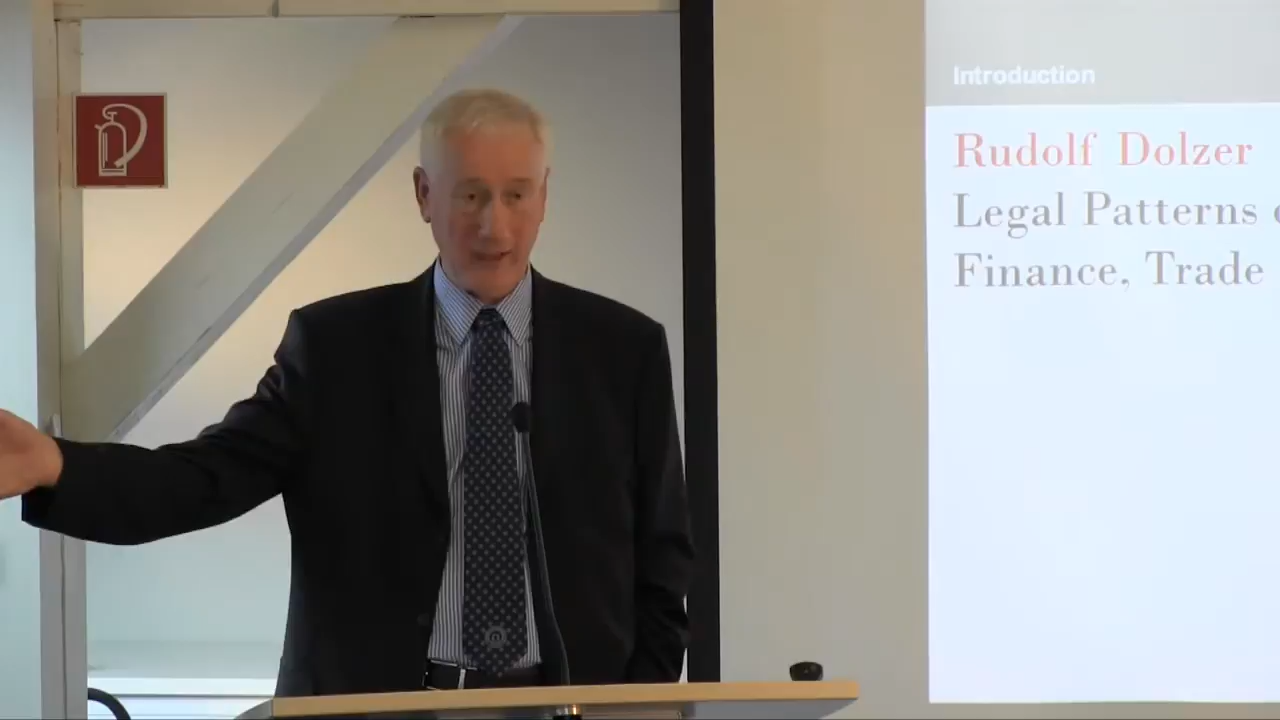 Introduction
Rudolf Dolzer
Legal Patterns
Finance, Trade